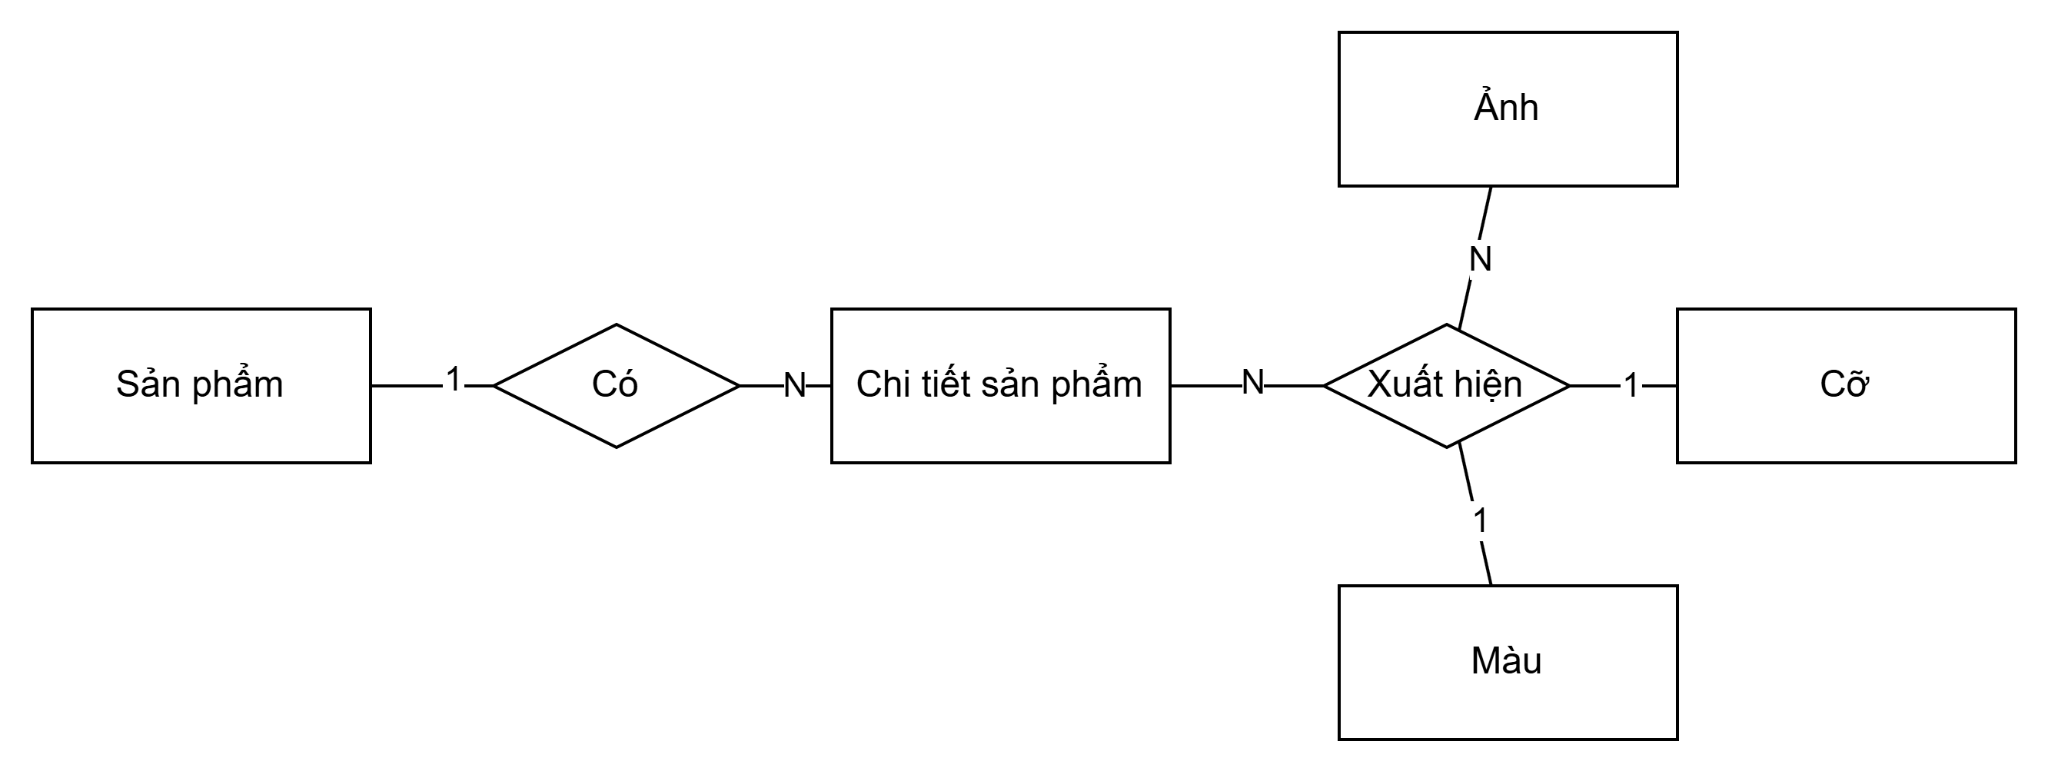 Ảnh
N
Sản phẩm
1
Có
N
Chi tiết sản phẩm
N
Xuất hiện
1
Cỡ
1
Màu